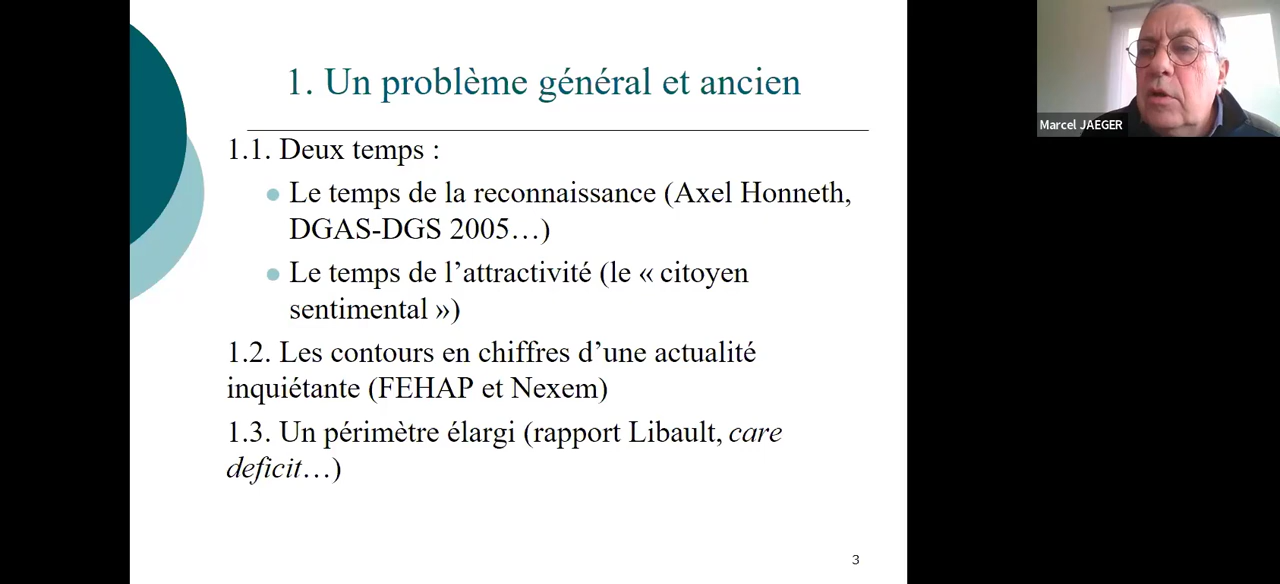 1. Un problème général et ancien
1.1. Deux temps :
Le temps de la reconnaissance (Axel Honneth,
DGAS-DGS 2005…)
Le temps de l’attractivité (le « citoyen
sentimental »)
1.2. Les contours en chiffres d’une actualité
inquiétante (FEHAP et Nexem)
1.3. Un périmètre élargi (rapport Libault, care
deficit…)
3
Marcel JAEGER